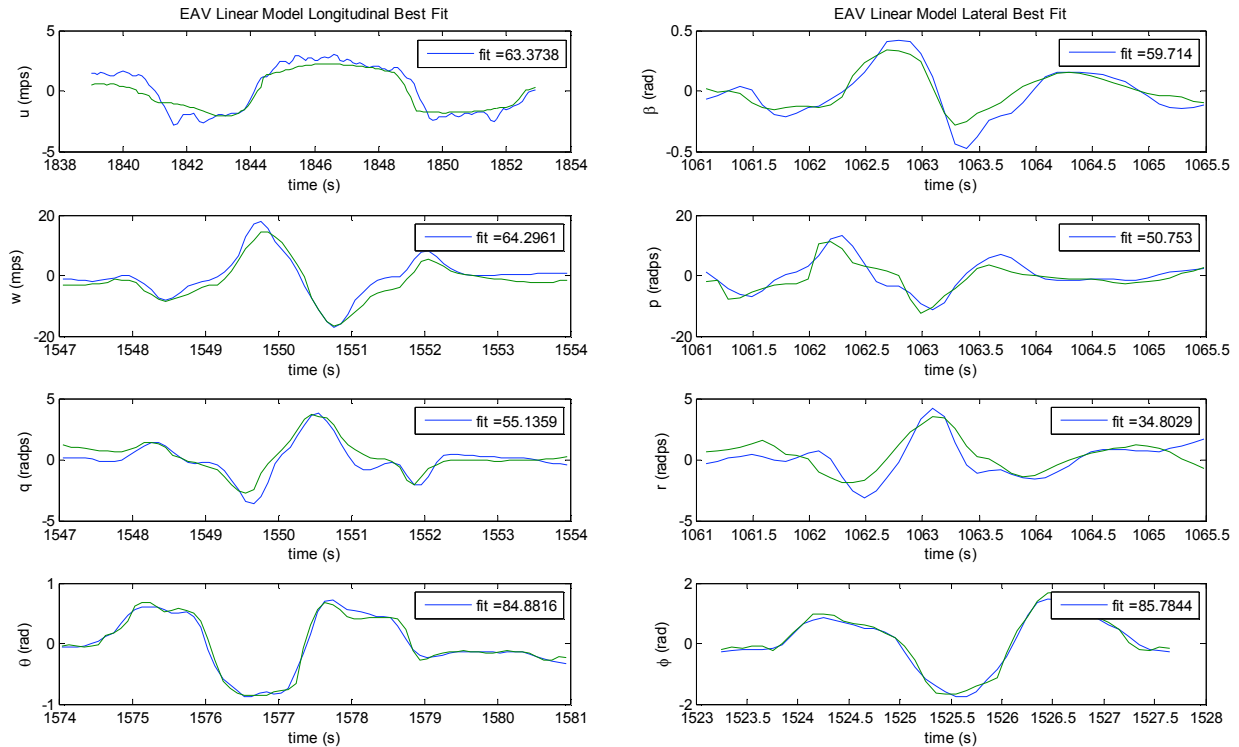 EAV Linear Model Longitudinal Best Fit
5
0
-5
u (mps)
fit =63.3738
1838 1840 1842 1844 1846 1848 1850 1852 1854
time (s)
20
0
-20
w (mps)
fit =64.2961
1547 1548 1549 1550 1551 1552 1553 1554
time (s)
5
0
-5
q (radps)
fit =55.1359
1547 1548 1549 1550 1551 1552 1553 1554
time (s)
1
0
-1
θ (rad)
fit =84.8816
1574 1575 1576 1577 1578 1579 1580 1581
time (s)
EAV Linear Model Lateral Best Fit
0.5
0
-0.5
β (rad)
fit =59.714
1061 1061.5 1062 1062.5 1063 1063.5 1064 1064.5 1065 1065.5
time (s)
20
0
-20
p (radps)
fit =50.753
1061 1061.5 1062 1062.5 1063 1063.5 1064 1064.5 1065 1065.5
time (s)
5
0
-5
r (radps)
fit =34.8029
1061 1061.5 1062 1062.5 1063 1063.5 1064 1064.5 1065 1065.5
time (s)
2
0
-2
ϕ (rad)
fit =85.7844
1523 1523.5 1524 1524.5 1525 1525.5 1526 1526.5 1527 1527.5 1528
time (s)